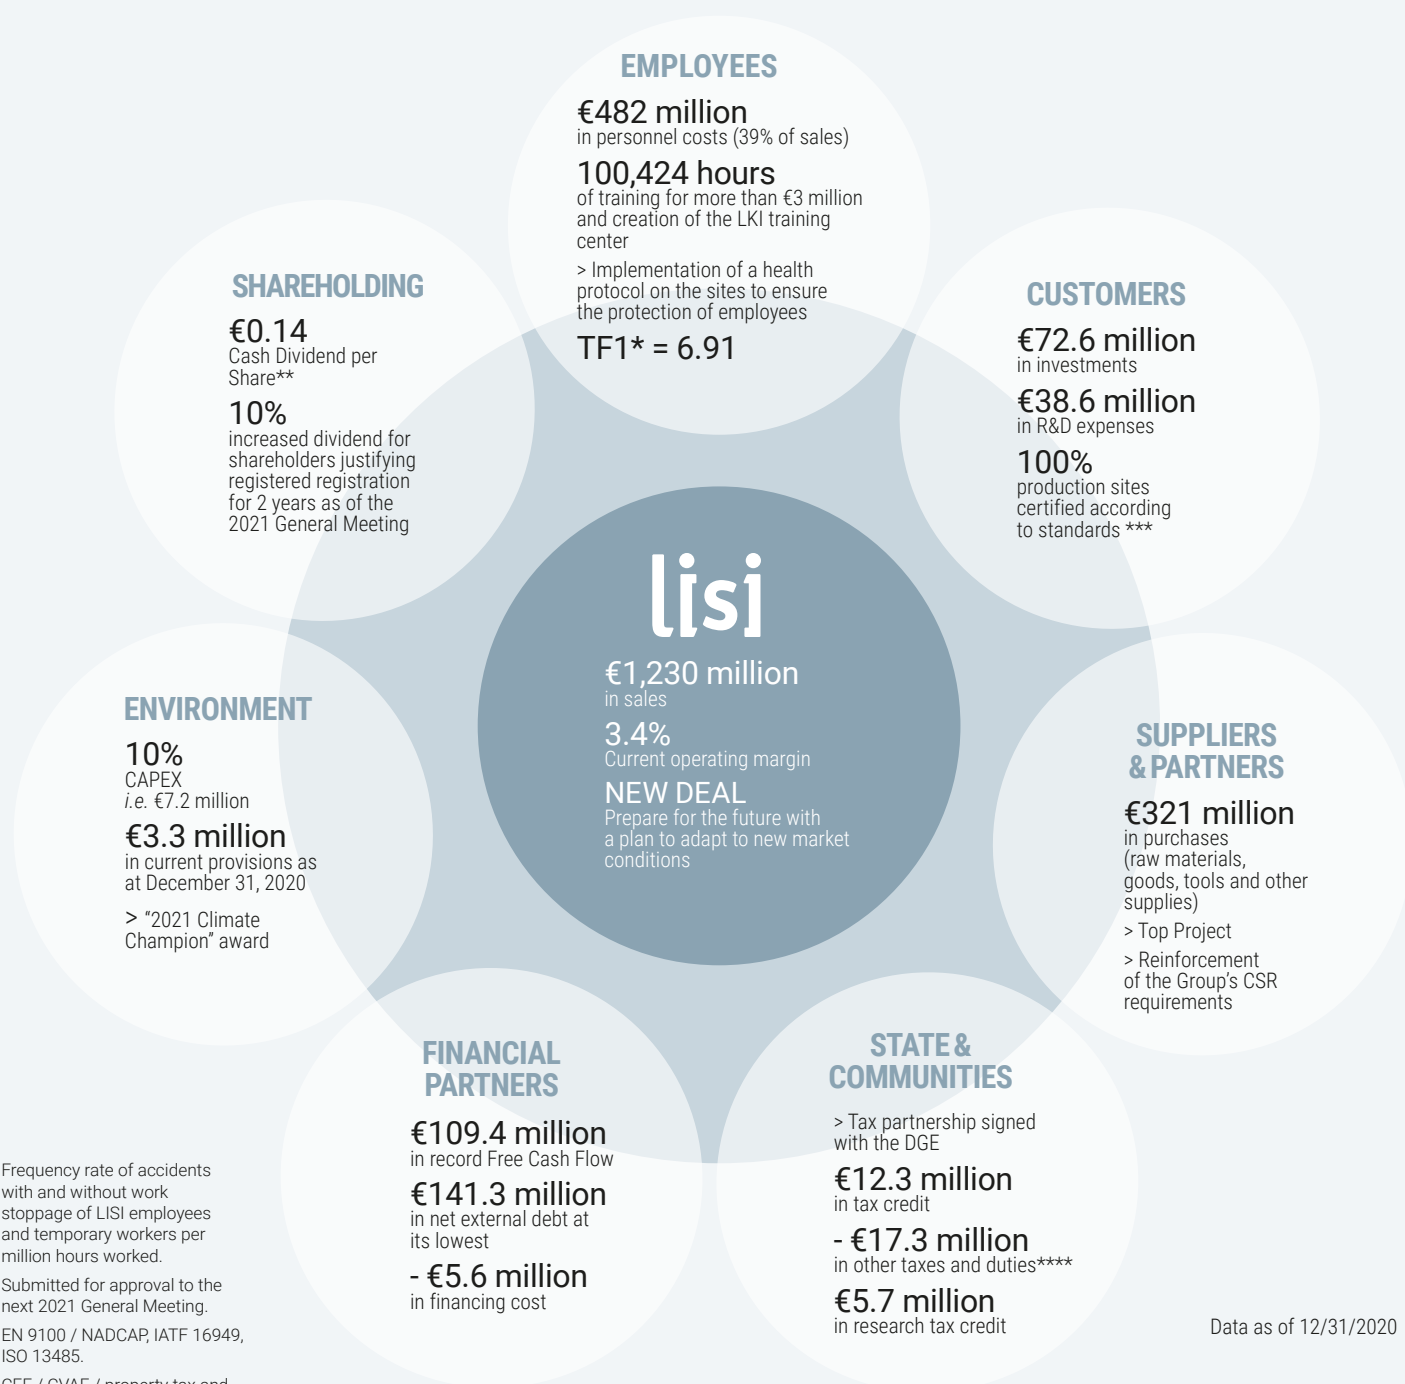 EMPLOYEES
€482 million
in personnel costs (39% of sales)
100,424 hours
of training for more than €3 million
and creation of the LKI training
center
> Implementation of a health
protocol on the sites to ensure
the protection of employees
TF1* = 6.91
SHAREHOLDING
€0.14
Cash Dividend per
Share**
10%
increased dividend for
shareholders justifying
registered registration
for 2 years as of the
2021 General Meeting
CUSTOMERS
€72.6 million
in investments
€38.6 million
in R&D expenses
100%
production sites
certified according
to standards ***
lisi
€1,230 million
in sales
3.4%
Current operating margin
NEW DEAL
Prepare for the future with
a plan to adapt to new market
conditions
ENVIRONMENT
10%
CAPEX
i.e. €7.2 million
€3.3 million
in current provisions as
at December 31, 2020
> “2021 Climate
Champion” award
SUPPLIERS
& PARTNERS
€321 million
in purchases
(raw materials,
goods, tools and other
supplies)
> Top Project
> Reinforcement
of the Group’s CSR
requirements
FINANCIAL
PARTNERS
€109.4 million
in record Free Cash Flow
€141.3 million
in net external debt at
its lowest
- €5.6 million
in financing cost
STATE &
COMMUNITIES
> Tax partnership signed
with the DGE
€12.3 million
in tax credit
- €17.3 million
in other taxes and duties****
€5.7 million
in research tax credit
Frequency rate of accidents
with and without work
stoppage of LISI employees
and temporary workers per
million hours worked.
Submitted for approval to the
next 2021 General Meeting.
EN 9100 / NADCAP, IATF 16949,
ISO 13485.
/ property tax and
Data as of 12/31/2020